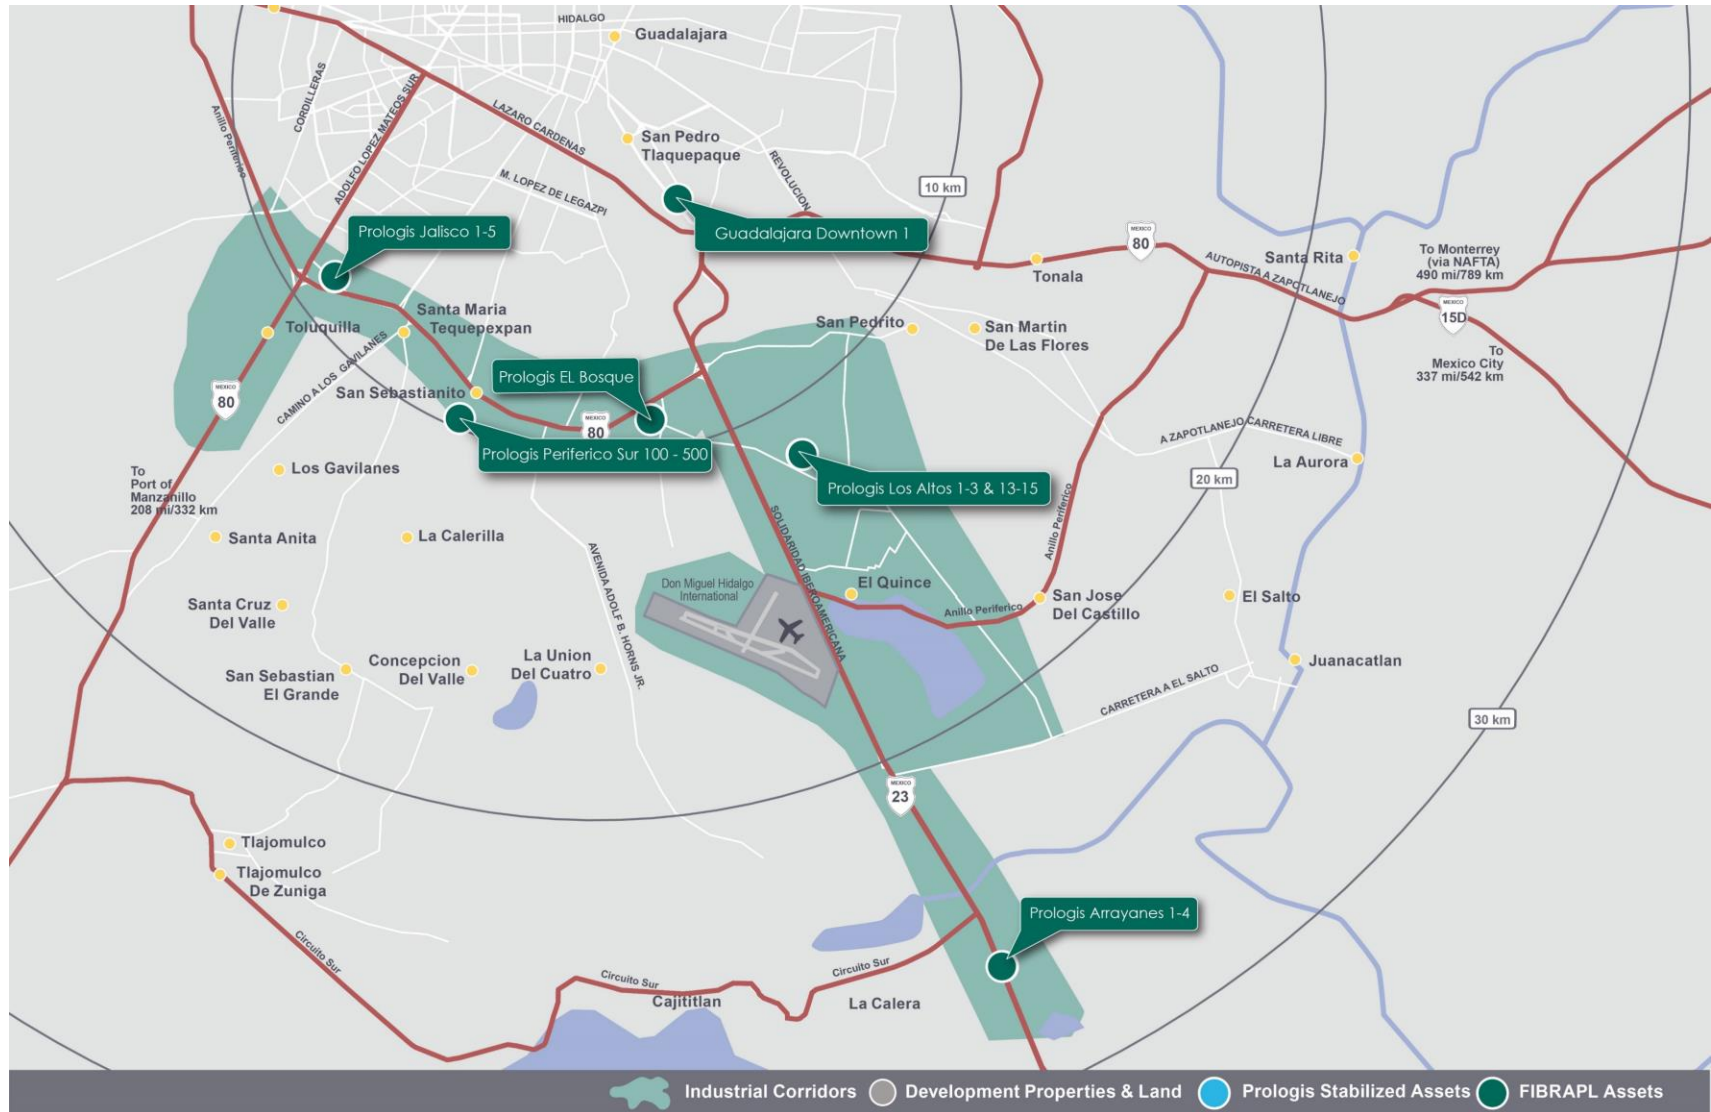 HIDALGO
Guadalajara
CORDILLERAS
Anillo Periferico
ADOLFO LOPEZ MATEOS SUR
LAZARO CARDENAS
San Pedro
Tlaquepaque
REVOLUCION
M. LOPEZ DE LEGAZPI
10 km
Prologis Jalisco 1-5
Guadalajara Downtown 1
MEXICO
80
Tonala
AUTOPISTA A ZAPOTLANEJO
Santa Rita
To Monterrey
(via NAFTA)
490 mi/789 km
MEXICO
15D
To
Mexico City
337 mi/542 km
Toluquilla
Santa Maria
Tequepexpan
San Pedrito
San Martin
De Las Flores
CAMINO A LOS GAVILANES
San Sebastianito
Prologis EL Bosque
MEXICO
80
MEXICO
80
Prologis Periferico Sur 100 - 500
Prologis Los Altos 1-3 & 13-15
A ZAPOTLANEJO CARRETERA LIBRE
La Aurora
20 km
To
Port of
Manzanillo
208 mi/332 km
Los Gavilanes
Santa Anita
La Calerilla
SOLIDARIDAD IBEROAMERICANA
Anillo Periferico
AVENIDA ADOLF B. HORNS JR.
Don Miguel Hidalgo
International
El Quince
Anillo Periferico
San Jose
Del Castillo
El Salto
Santa Cruz
Del Valle
San Sebastian
El Grande
Concepcion
Del Valle
La Union
Del Cuatro
Juanacatlan
CARRETERA A EL SALTO
30 km
MEXICO
23
Tlajomulco
Tlajomulco
De Zuniga
Prologis Arrayanes 1-4
Circuito Sur
Circuito Sur
Circuito Sur
Cajititlan
La Calera
Industrial Corridors
Development Properties & Land
Prologis Stabilized Assets
FIBRAPL Assets